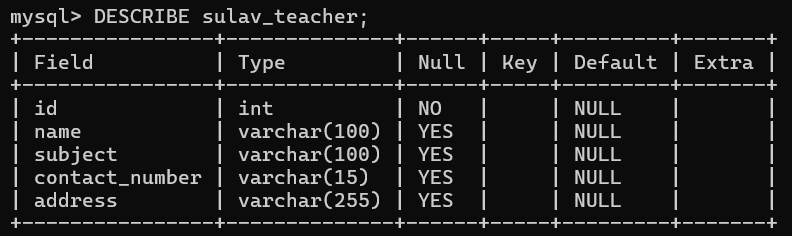 mysql> DESCRIBE sulav_teacher;
+----------------+--------------+------+-----+---------+-------+
| Field          | Type         | Null | Key | Default | Extra |
+----------------+--------------+------+-----+---------+-------+
| id             | int          | NO   |     | NULL    |       |
| name           | varchar(100) | YES  |     | NULL    |       |
| subject        | varchar(100) | YES  |     | NULL    |       |
| contact_number | varchar(15)  | YES  |     | NULL    |       |
| address        | varchar(255) | YES  |     | NULL    |       |
+----------------+--------------+------+-----+---------+-------+